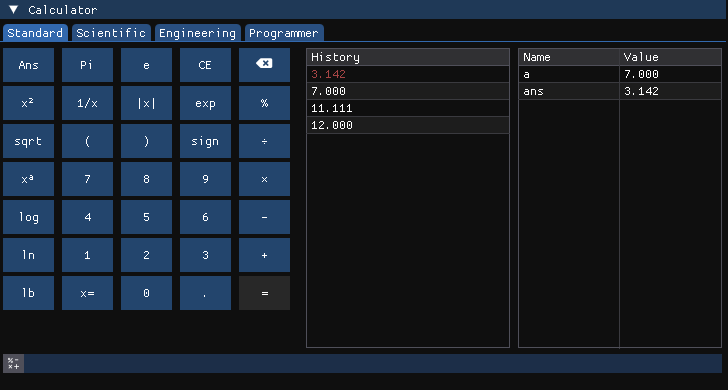 Calculator
Standard Scientific Engineering Programmer
Ans Pi e CE
x² 1/x |x| exp %
sqrt ( ) sign ÷
xª 7 8 9 ×
log 4 5 6 -
ln 1 2 3 +
lb x= 0 . =
History
3.142
7.000
11.111
12.000
Name Value
a 7.000
ans 3.142